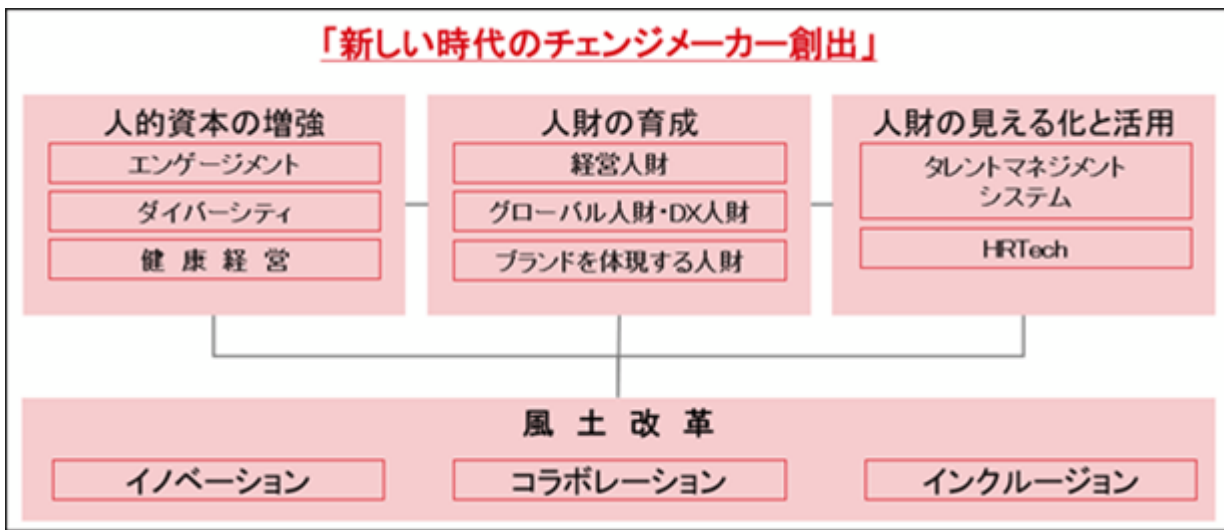 「新しい時代のチェンジメーカー創出」
人的資本の増強
エンゲージメント
ダイバーシティ
健 康 経 営
人財の育成
経営人財
グローバル人財・DX人財
ブランドを体現する人財
人財の見える化と活用
タレントマネジメント
システム
HRTech
風 土 改 革
イノベーション
コラボレーション
インクルージョン